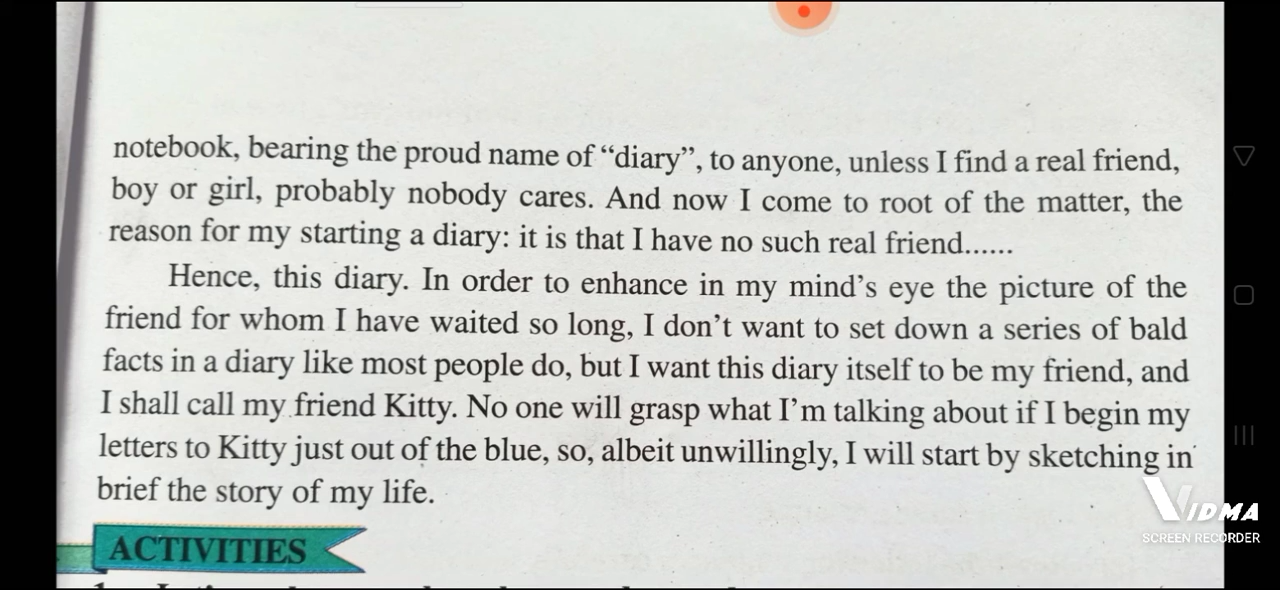 notebook, bearing the proud name of “diary”, to anyone, unless I find a real friend,
boy or girl, probably nobody cares. And now I come to root of the matter, the
reason for my starting a diary: it is that I have no such real friend......
Hence, this diary. In order to enhance in my mind’s eye the picture of the
friend for whom I have waited so long, I don’t want to set down a series of bald
facts in a diary like most people do, but I want this diary itself to be my friend, and
I shall call my friend Kitty. No one will grasp what I’m talking about if I begin my
letters to Kitty just out of the blue, so, albeit unwillingly, I will start by sketching in
brief the story of my life.
ACTIVITIES
VIDMA
SCREEN RECORDER